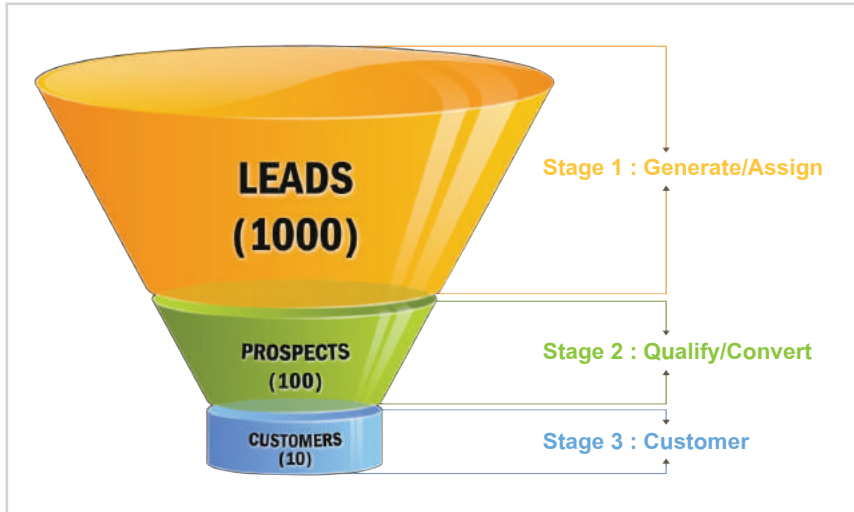 LEADS
(1000)
Stage 1 : Generate/Assign
PROSPECTS
(100)
Stage 2 : Qualify/Convert
CUSTOMERS
(10)
Stage 3 : Customer